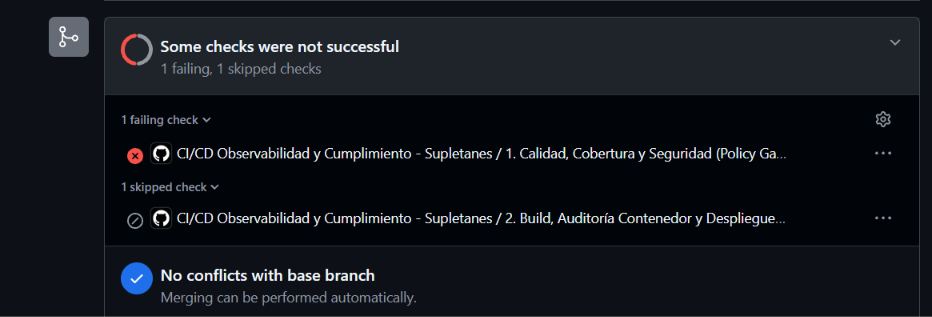 Some checks were not successful
1 failing, 1 skipped checks
1 failing check
CI/CD Observabilidad y Cumplimiento - Supletanes / 1. Calidad, Cobertura y Seguridad (Policy Ga...
1 skipped check
CI/CD Observabilidad y Cumplimiento - Supletanes / 2. Build, Auditoría Contenedor y Despliegue...
No conflicts with base branch
Merging can be performed automatically.